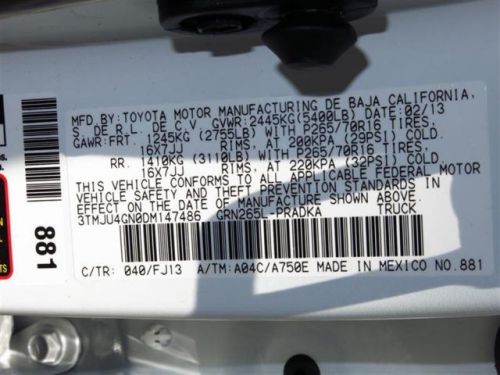 MFD.BY:TOYOTA MOTOR MANUFACTURING DE BAJA CALIFORNIA,
S. DE R.L. DE C.V. GVWR:2445KG(5400LB) DATE:02/13
GAWR:FRT. 1245KG (2755LB) WITH P265/70R16 TIRES,
16X7JJ RIMS, AT 200KPA (29PSI) COLD.
RR. 1410KG (3110LB) WITH P265/70R16 TIRES,
16X7JJ RIMS, AT 220KPA (32PSI) COLD.
THIS VEHICLE CONFORMS TO ALL APPLICABLE FEDERAL MOTOR
VEHICLE SAFETY AND THEFT PREVENTION STANDARDS IN
EFFECT ON THE DATE OF MANUFACTURE SHOWN ABOVE.
3TMJU4GN0DM147486 GRN265L-PRADKA TRUCK
C/TR: 040/FJ13 A/TM:A04C/A750E MADE IN MEXICO NO.881
881